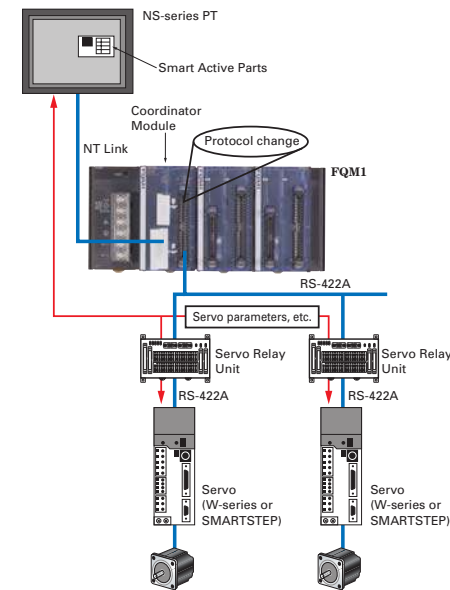 NS-series PT
Smart Active Parts
Coordinator
Module
Protocol change
NT Link
FQM1
RS-422A
Servo parameters, etc.
Servo Relay
Unit
Servo Relay
Unit
RS-422A
RS-422A
Servo
(W-series or
SMARTSTEP)
Servo
(W-series or
SMARTSTEP)